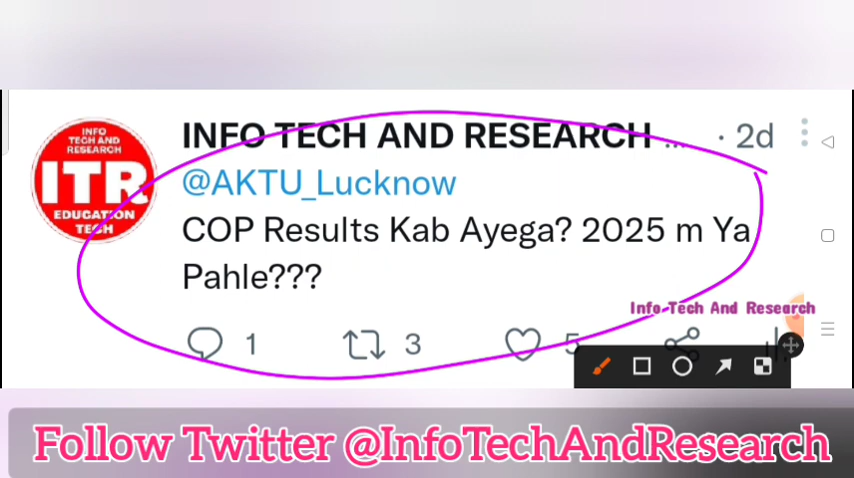 INFO
TECH AND
RESEARCH
ITR
EDUCATION
TECH
INFO TECH AND RESEARCH ... · 2d
@AKTU_Lucknow
COP Results Kab Ayega? 2025 m Ya
Pahle???
1 3 5
Info Tech And Research
Follow Twitter @InfoTechAndResearch